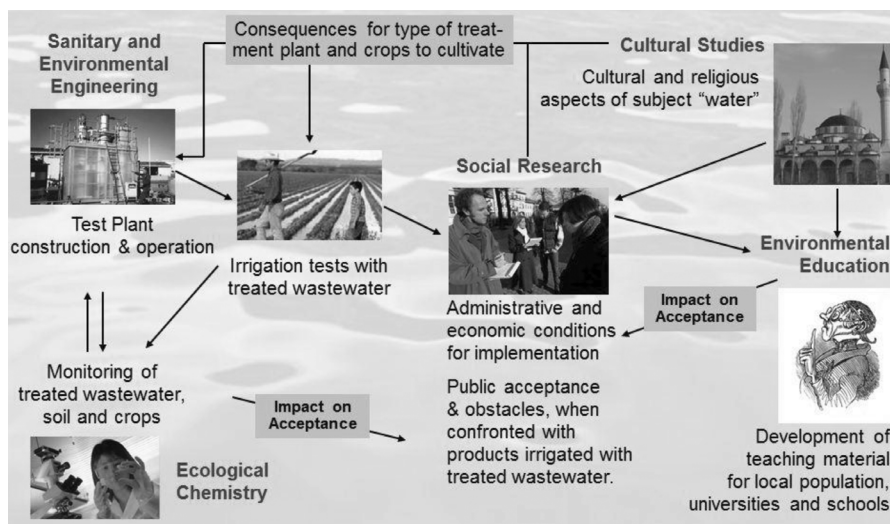 Sanitary and
Environmental
Engineering
Consequences for type of treat-
ment plant and crops to cultivate
Cultural Studies
Cultural and religious
aspects of subject “water”
Test Plant
construction & operation
Irrigation tests with
treated wastewater
Social Research
Administrative and
economic conditions
for implementation
Environmental
Education
Impact on
Acceptance
Monitoring of
treated wastewater,
soil and crops
Impact on
Acceptance
Public acceptance
& obstacles, when
confronted with
products irrigated with
treated wastewater.
Ecological
Chemistry
Development of
teaching material
for local population,
universities and schools